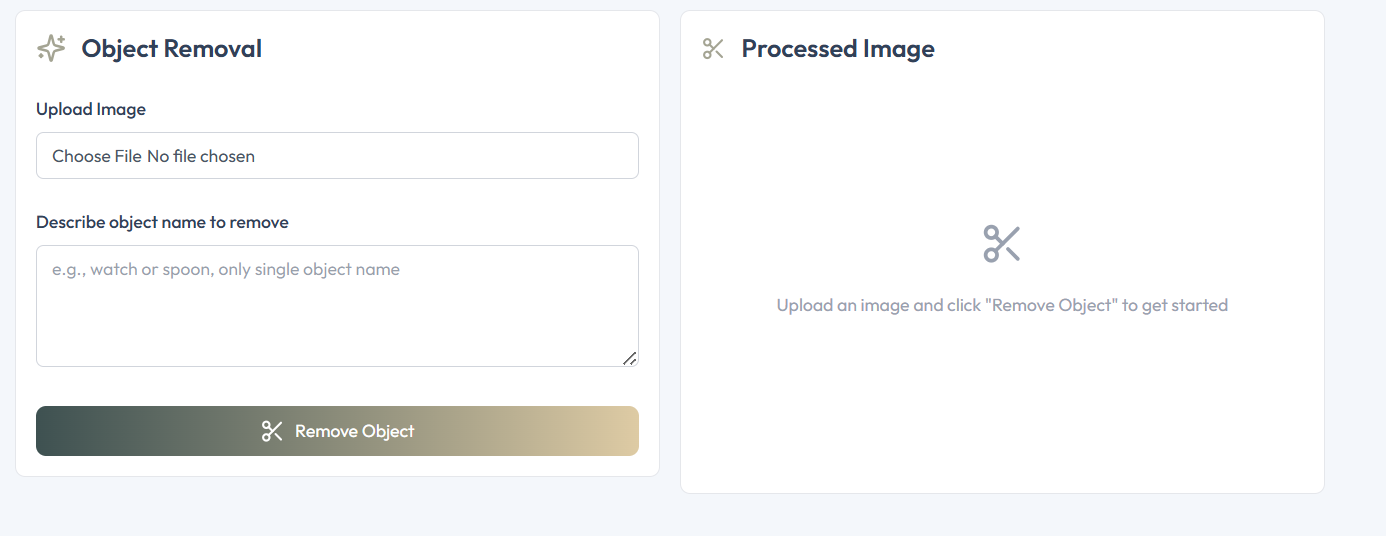 Object Removal
Upload Image
Choose File No file chosen
Describe object name to remove
e.g., watch or spoon, only single object name
Remove Object
Processed Image
Upload an image and click "Remove Object" to get started